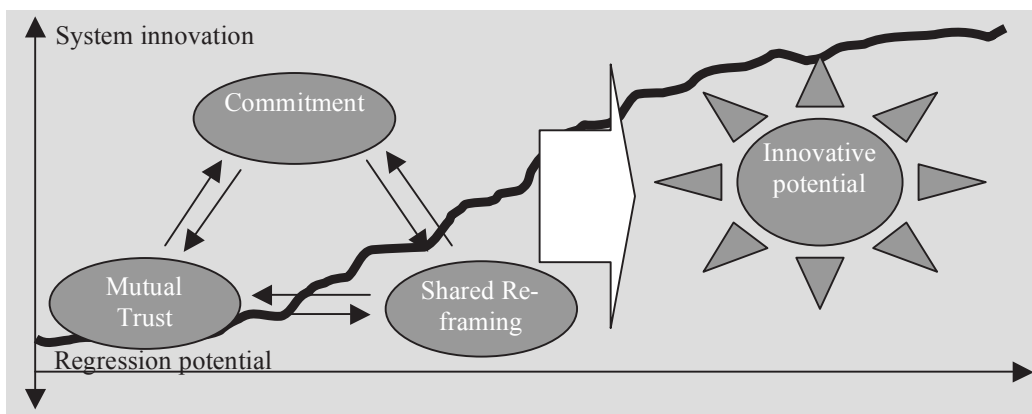 System innovation
Commitment
Innovative
potential
Mutual
Trust
Shared Re-
framing
Regression potential